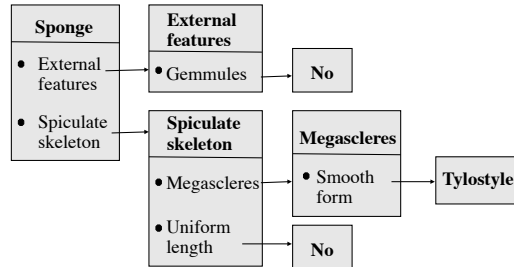 Sponge
• External
features
• Spiculate
skeleton
External
features
• Gemmules
No
Spiculate
skeleton
• Megascleres
• Uniform
length
Megascleres
• Smooth
form
Tylostyle
No